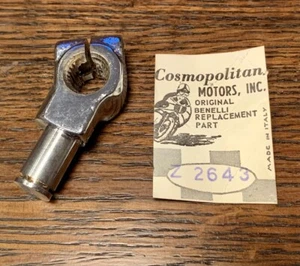 Cosmopolitan
MOTORS, INC.
ORIGINAL
BENELLI
REPLACEMENT
PART
MADE IN ITALY
Z 2643